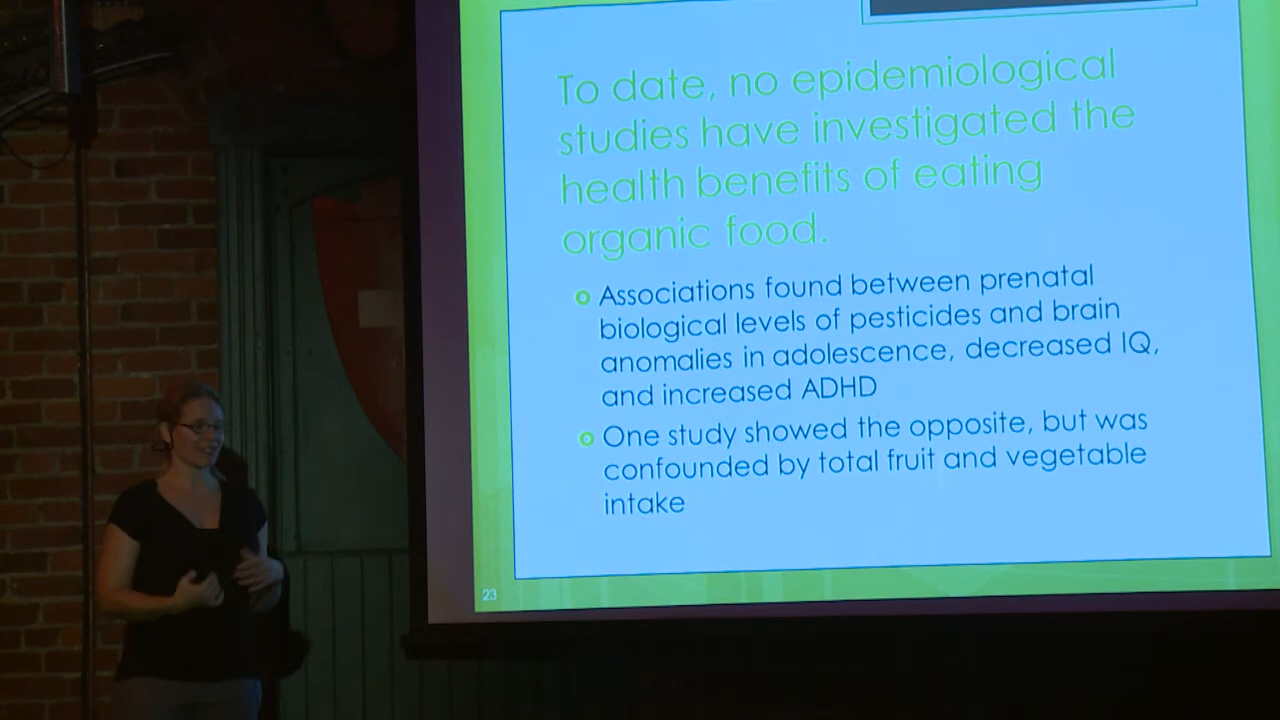 To date, no epidemiological
studies have investigated the
health benefits of eating
organic food.
o Associations found between prenatal
biological levels of pesticides and brain
anomalies in adolescence, decreased IQ,
and increased ADHD
o One study showed the opposite, but was
confounded by total fruit and vegetable
intake
23